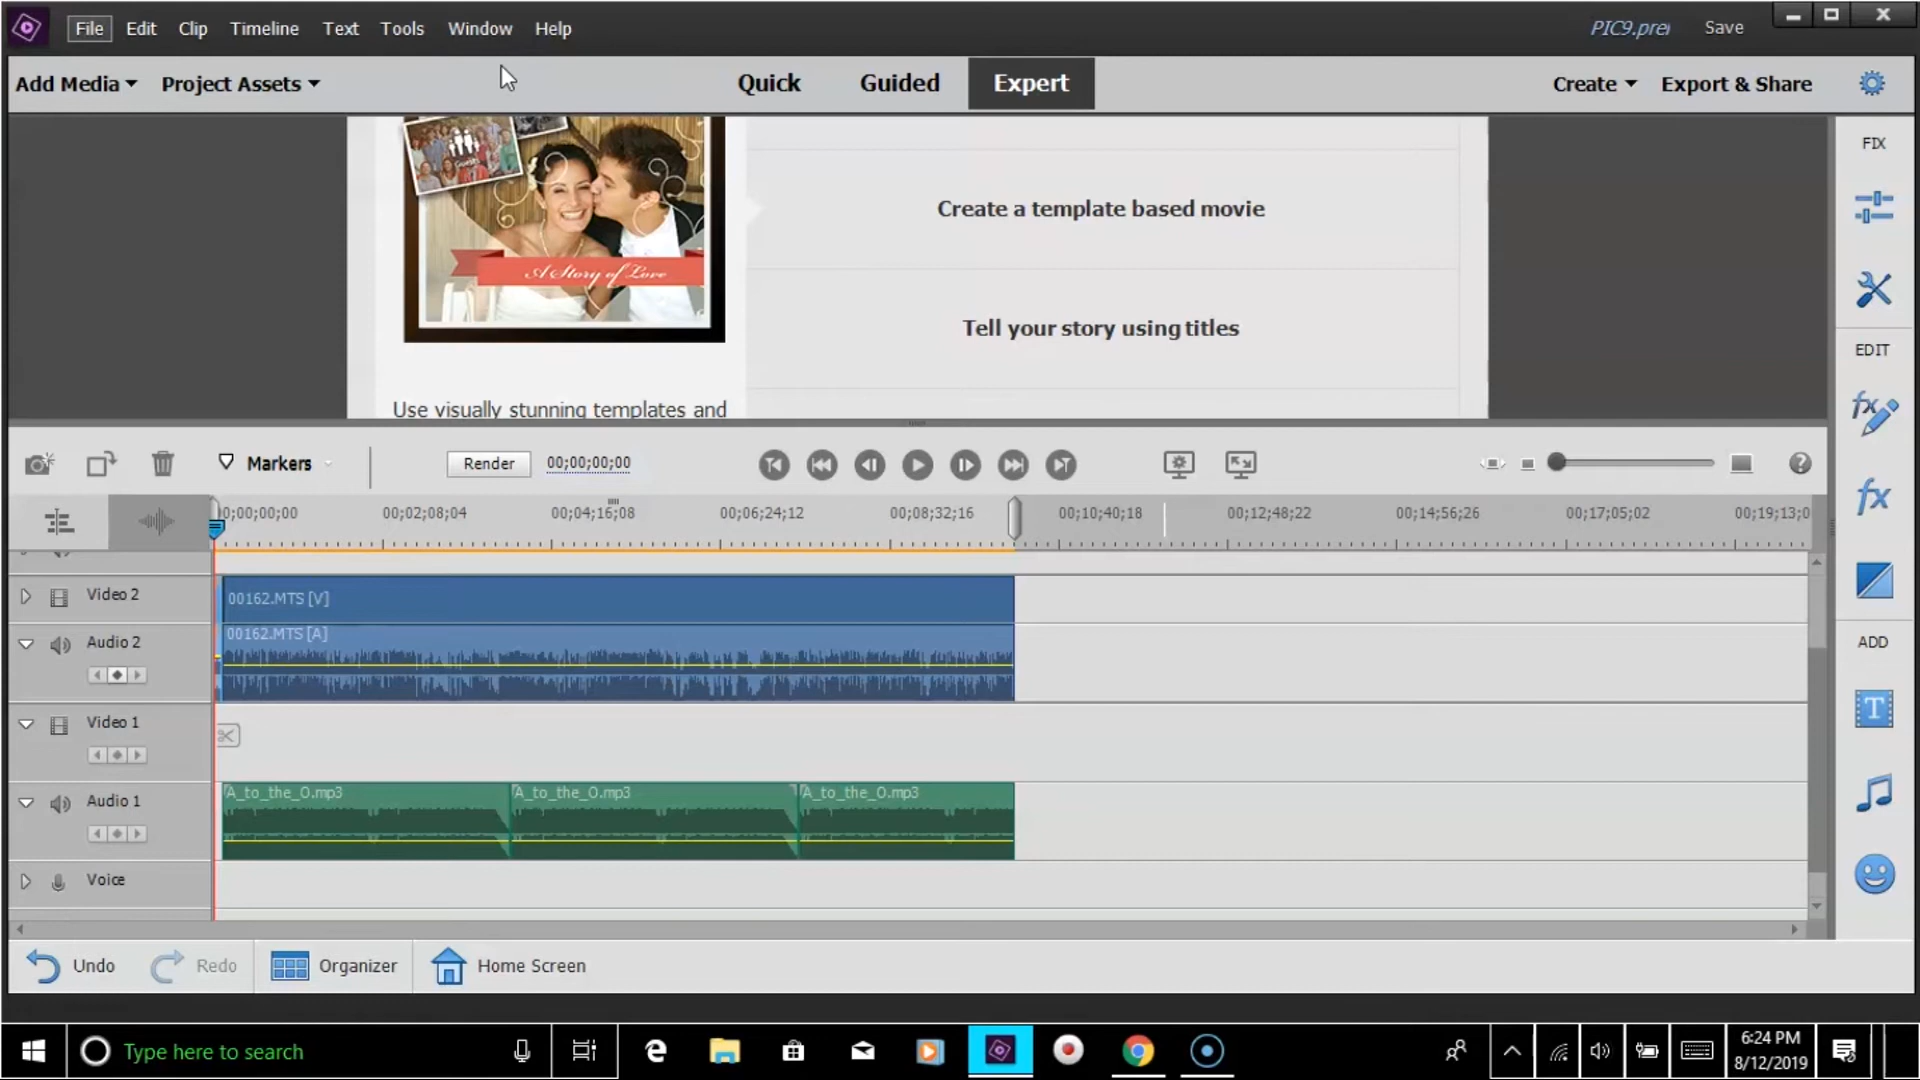 File Edit Clip Timeline Text Tools Window Help PIC9.prel Save
Add Media Project Assets Quick Guided Expert Create Export & Share
FIX
Guests
A Story of Love
Create a template based movie
Tell your story using titles
Use visually stunning templates and
EDIT
Markers Render 00;00;00;00
0;00;00;00 00;02;08;04 00;04;16;08 00;06;24;12 00;08;32;16 00;10;40;18 00;12;48;22 00;14;56;26 00;17;05;02 00;19;13;0
Video 2 00162.MTS [V]
Audio 2 00162.MTS [A]
ADD
Video 1
Audio 1 A_to_the_O.mp3 A_to_the_O.mp3 A_to_the_O.mp3
Voice
Undo Redo Organizer Home Screen
Type here to search
6:24 PM
8/12/2019